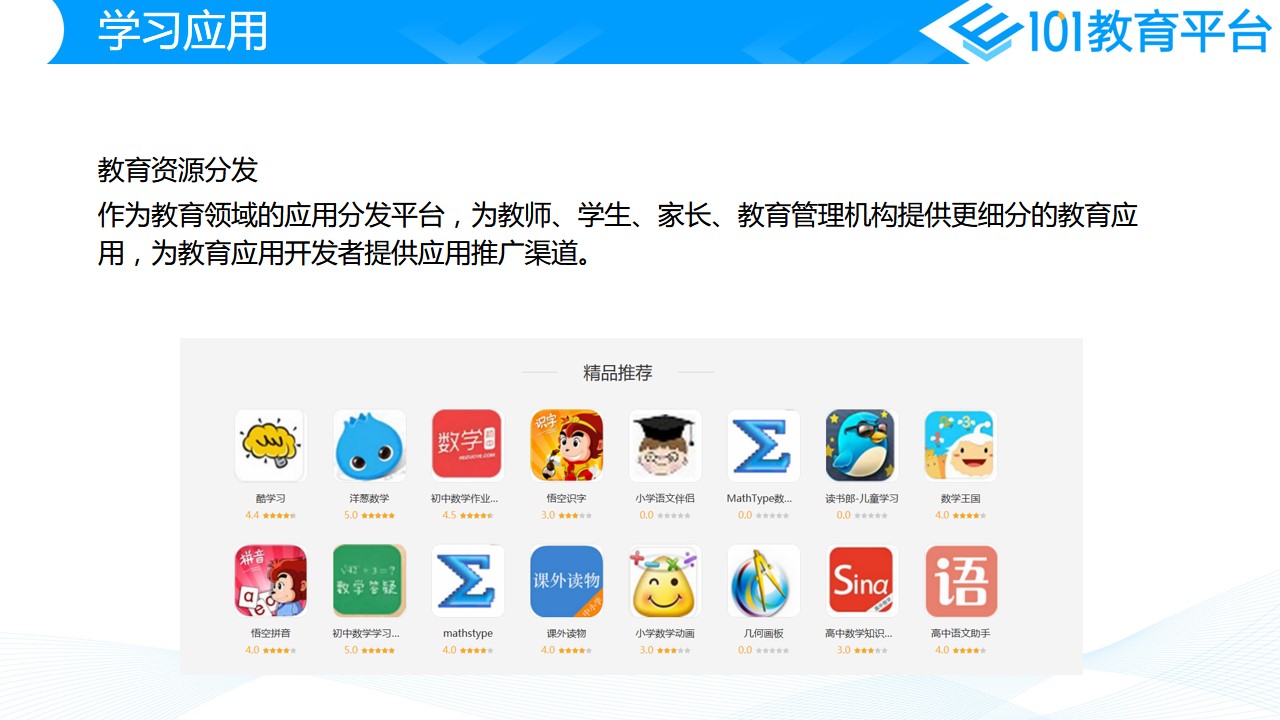 学习应用
101教育平台
教育资源分发
作为教育领域的应用分发平台，为教师、学生、家长、教育管理机构提供更细分的教育应
用，为教育应用开发者提供应用推广渠道。
精品推荐
数学 初中
识字
酷学习 洋葱数学 初中数学作业... 悟空识字 小学语文伴侣 MathType数... 读书郎-儿童学习 数学王国
4.4 5.0 4.5 3.0 0.0 0.0 0.0 4.0
拼音 数学答疑 课外读物 中小学 Sina 语
悟空拼音 初中数学学习... mathstype 课外读物 小学数学动画 几何画板 高中数学知识... 高中语文助手
4.0 5.0 4.0 4.0 3.0 0.0 3.0 4.0